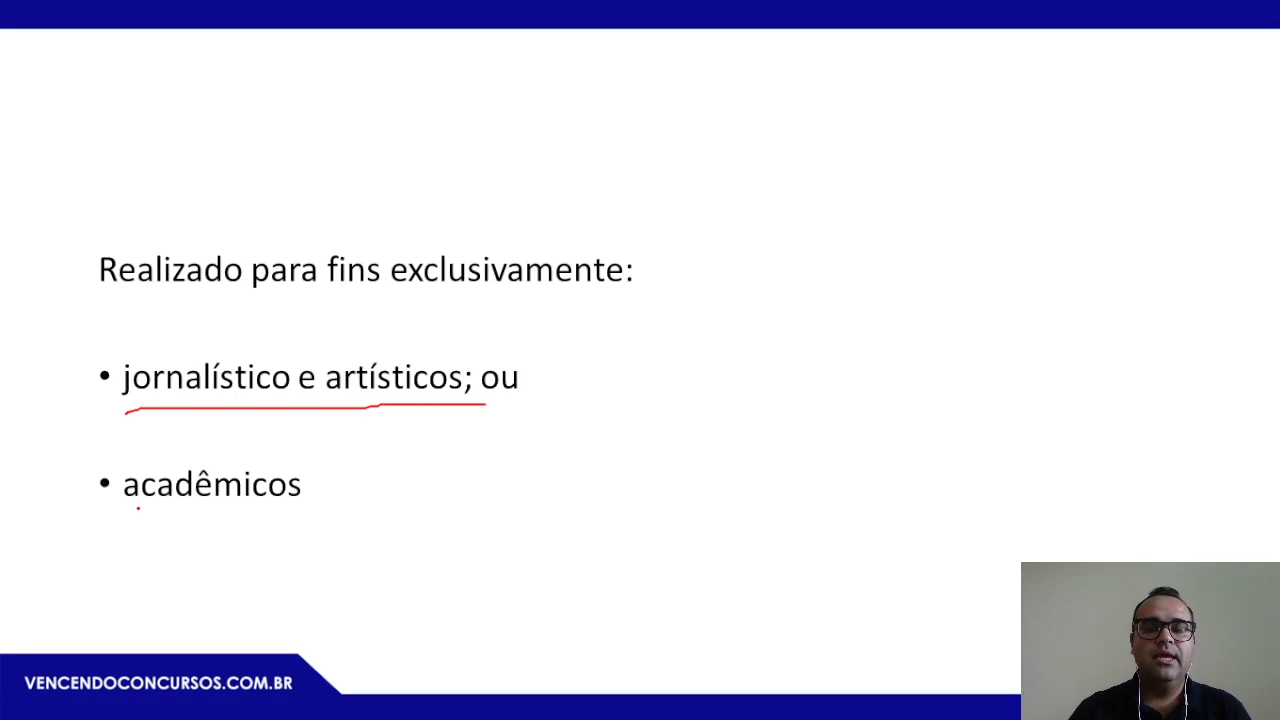 Realizado para fins exclusivamente:
• jornalístico e artísticos; ou
• acadêmicos
VENCENDOCONCURSOS.COM.BR